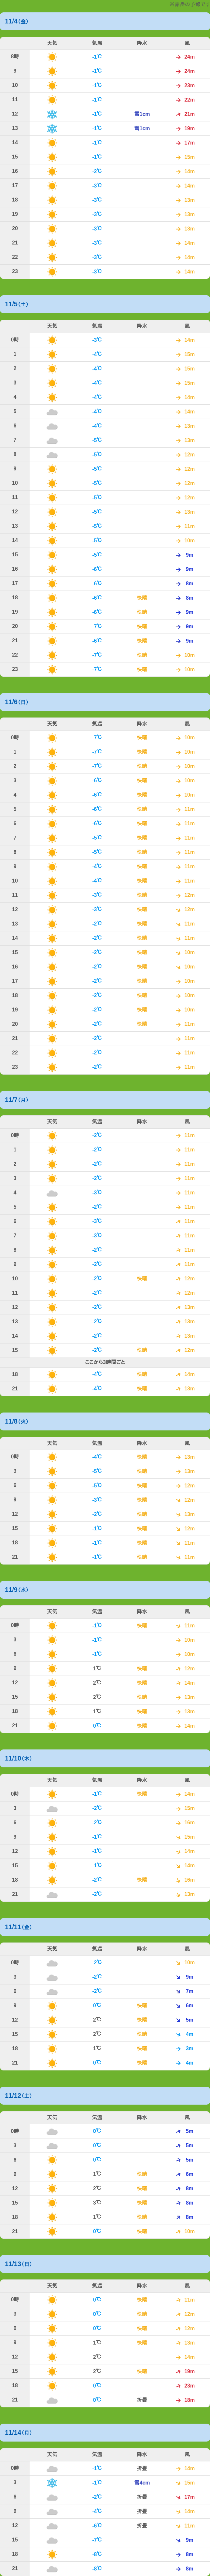 11/4(金)
天気 気温 降水 風
8時 -1℃ 24m
9 -1℃ 24m
10 -1℃ 23m
11 -1℃ 22m
12 -1℃ 雪1cm 21m
13 -1℃ 雪1cm 19m
14 -1℃ 17m
15 -1℃ 15m
16 -2℃ 14m
17 -3℃ 14m
18 -3℃ 13m
19 -3℃ 13m
20 -3℃ 13m
21 -3℃ 14m
22 -3℃ 14m
23 -3℃ 14m
11/5(土)
天気 気温 降水 風
0時 -3℃ 14m
1 -4℃ 15m
2 -4℃ 15m
3 -4℃ 15m
4 -4℃ 14m
5 -4℃ 14m
6 -4℃ 13m
7 -5℃ 13m
8 -5℃ 12m
9 -5℃ 12m
10 -5℃ 12m
11 -5℃ 12m
12 -5℃ 13m
13 -5℃ 11m
14 -5℃ 10m
15 -5℃ 9m
16 -6℃ 9m
17 -6℃ 8m
18 -6℃ 快晴 8m
19 -6℃ 快晴 9m
20 -7℃ 快晴 9m
21 -6℃ 快晴 9m
22 -7℃ 快晴 10m
23 -7℃ 快晴 10m
11/6(日)
天気 気温 降水 風
0時 -7℃ 快晴 10m
1 -7℃ 快晴 10m
2 -7℃ 快晴 10m
3 -6℃ 快晴 10m
4 -6℃ 快晴 10m
5 -6℃ 快晴 11m
6 -6℃ 快晴 11m
7 -5℃ 快晴 11m
8 -5℃ 快晴 11m
9 -4℃ 快晴 11m
10 -4℃ 快晴 11m
11 -3℃ 快晴 12m
12 -3℃ 快晴 12m
13 -2℃ 快晴 11m
14 -2℃ 快晴 11m
15 -2℃ 快晴 10m
16 -2℃ 快晴 10m
17 -2℃ 快晴 10m
18 -2℃ 快晴 10m
19 -2℃ 快晴 10m
20 -2℃ 快晴 11m
21 -2℃ 11m
22 -2℃ 11m
23 -2℃ 11m
11/7(月)
天気 気温 降水 風
0時 -2℃ 11m
1 -2℃ 11m
2 -2℃ 11m
3 -2℃ 11m
4 -3℃ 11m
5 -2℃ 11m
6 -3℃ 11m
7 -3℃ 11m
8 -2℃ 11m
9 -2℃ 11m
10 -2℃ 快晴 12m
11 -2℃ 12m
12 -2℃ 13m
13 -2℃ 13m
14 -2℃ 13m
15 -2℃ 快晴 12m
ここから3時間ごと
18 -4℃ 快晴 14m
21 -4℃ 快晴 13m
11/8(火)
天気 気温 降水 風
0時 -4℃ 快晴 13m
3 -5℃ 快晴 13m
6 -5℃ 快晴 12m
9 -3℃ 快晴 12m
12 -2℃ 快晴 13m
15 -1℃ 快晴 12m
18 -1℃ 快晴 11m
21 -1℃ 快晴 11m
11/9(水)
天気 気温 降水 風
0時 -1℃ 快晴 11m
3 -1℃ 10m
6 -1℃ 10m
9 1℃ 快晴 12m
12 2℃ 快晴 14m
15 2℃ 快晴 13m
18 1℃ 快晴 13m
21 0℃ 快晴 14m
11/10(木)
天気 気温 降水 風
0時 -1℃ 快晴 14m
3 -2℃ 15m
6 -2℃ 16m
9 -1℃ 15m
12 -1℃ 14m
15 -1℃ 14m
18 -2℃ 快晴 16m
21 -2℃ 13m
11/11(金)
天気 気温 降水 風
0時 -2℃ 10m
3 -2℃ 9m
6 -2℃ 7m
9 0℃ 快晴 6m
12 2℃ 快晴 5m
15 2℃ 快晴 4m
18 1℃ 快晴 3m
21 0℃ 快晴 4m
11/12(土)
天気 気温 降水 風
0時 0℃ 5m
3 0℃ 5m
6 0℃ 5m
9 1℃ 快晴 6m
12 2℃ 快晴 8m
15 3℃ 快晴 8m
18 1℃ 快晴 8m
21 0℃ 快晴 10m
11/13(日)
天気 気温 降水 風
0時 0℃ 快晴 11m
3 0℃ 快晴 12m
6 0℃ 快晴 12m
9 1℃ 快晴 13m
12 2℃ 14m
15 2℃ 快晴 19m
18 0℃ 23m
21 0℃ 折曇 18m
11/14(月)
天気 気温 降水 風
0時 -1℃ 折曇 14m
3 -1℃ 雪4cm 15m
6 -2℃ 折曇 17m
9 -4℃ 折曇 14m
12 -6℃ 折曇 11m
15 -7℃ 9m
18 -8℃ 8m
21 -8℃ 8m